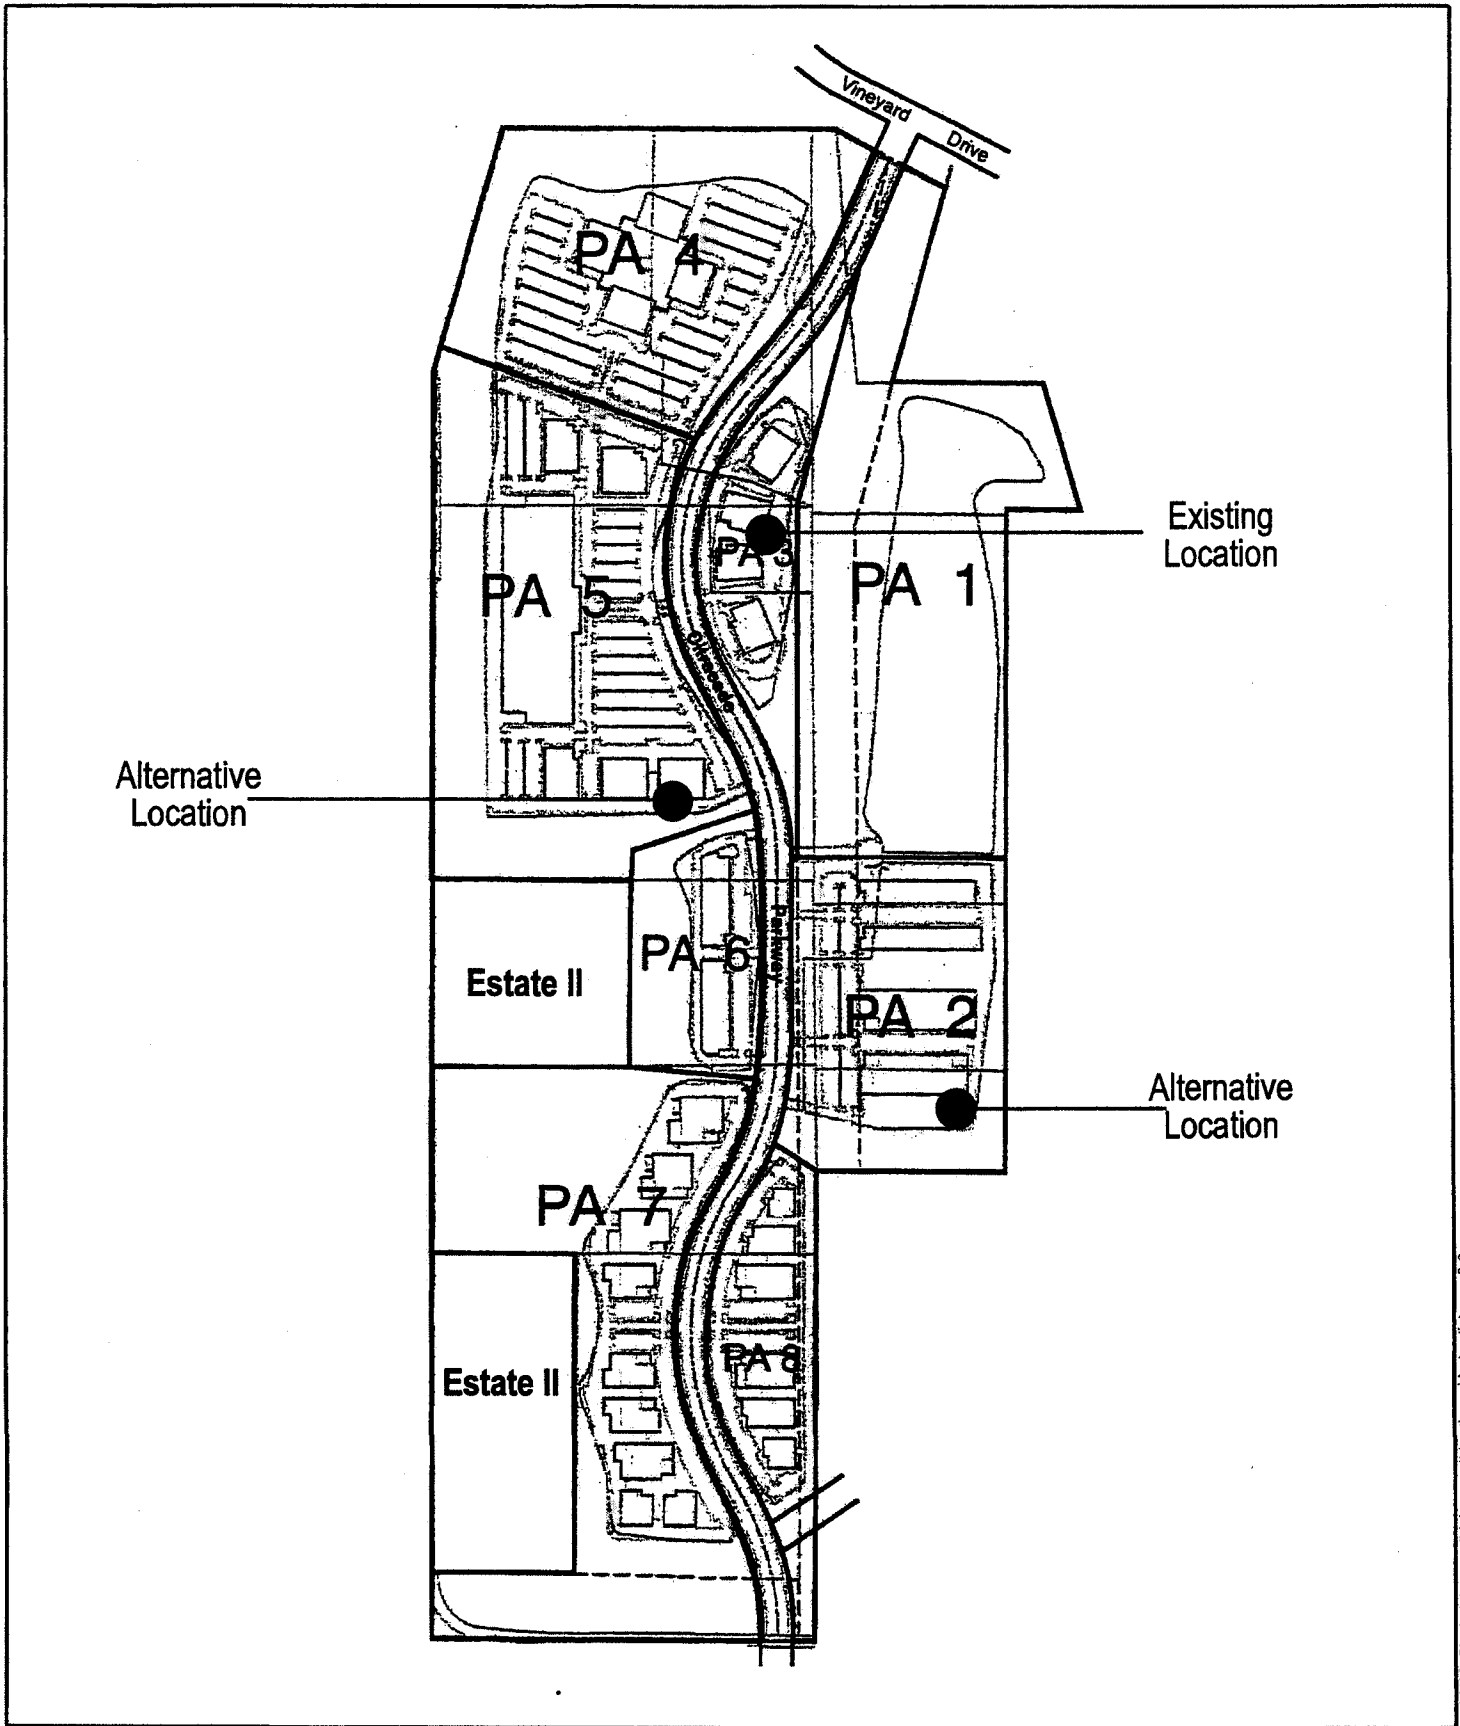 Vineyard Drive
PA 4
Existing
Location
PA 3
PA 1
PA 5
Olivecado
Alternative
Location
Parkway
PA 6
Estate II
PA 2
Alternative
Location
PA 7
PA 8
Estate II